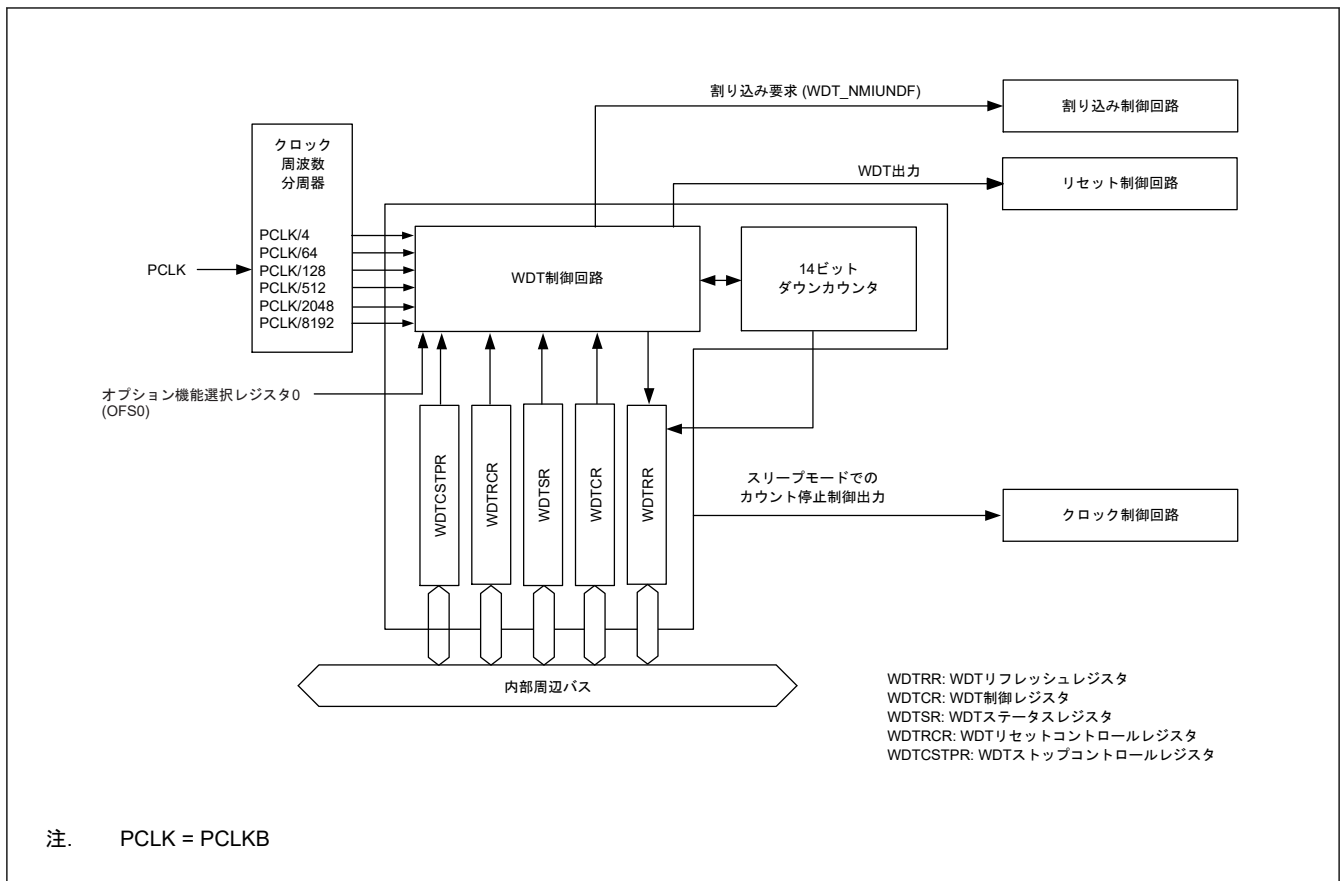 割り込み要求 (WDT_NMIUNDF)
割り込み制御回路
クロック
周波数
分周器
WDT出力
リセット制御回路
PCLK/4
PCLK/64
PCLK/128
PCLK/512
PCLK/2048
PCLK/8192
PCLK
WDT制御回路
14ビット
ダウンカウンタ
オプション機能選択レジスタ0
(OFS0)
WDTCSTPR
WDTRCR
WDTSR
WDTCR
WDTRR
スリープモードでの
カウント停止制御出力
クロック制御回路
内部周辺バス
WDTRR: WDTリフレッシュレジスタ
WDTCR: WDT制御レジスタ
WDTSR: WDTステータスレジスタ
WDTRCR: WDTリセットコントロールレジスタ
WDTCSTPR: WDTストップコントロールレジスタ
注. PCLK = PCLKB